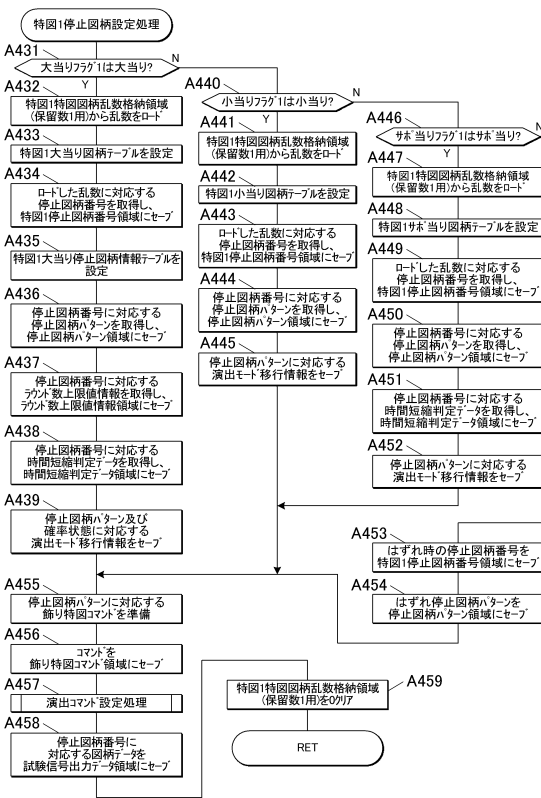 特図1停止図柄設定処理
A431
大当りフラグ1は大当り?
N
Y
A432
特図1特図図柄乱数格納領域
(保留数1用)から乱数をロード
A433
特図1大当り図柄テーブルを設定
A434
ロードした乱数に対応する
停止図柄番号を取得し、
特図1停止図柄番号領域にセーブ
A435
特図1大当り停止図柄情報テーブルを
設定
A436
停止図柄番号に対応する
停止図柄パターンを取得し、
停止図柄パターン領域にセーブ
A437
停止図柄番号に対応する
ラウンド数上限値情報を取得し、
ラウンド数上限値情報領域にセーブ
A438
停止図柄番号に対応する
時間短縮判定データを取得し、
時間短縮判定データ領域にセーブ
A439
停止図柄パターン及び
確率状態に対応する
演出モード移行情報をセーブ
A440
小当りフラグ1は小当り?
N
Y
A441
特図1特図図柄乱数格納領域
(保留数1用)から乱数をロード
A442
特図1小当り図柄テーブルを設定
A443
ロードした乱数に対応する
停止図柄番号を取得し、
特図1停止図柄番号領域にセーブ
A444
停止図柄番号に対応する
停止図柄パターンを取得し、
停止図柄パターン領域にセーブ
A445
停止図柄パターンに対応する
演出モード移行情報をセーブ
A446
サポ当りフラグ1はサポ当り?
N
Y
A447
特図1特図図柄乱数格納領域
(保留数1用)から乱数をロード
A448
特図1サポ当り図柄テーブルを設定
A449
ロードした乱数に対応する
停止図柄番号を取得し、
特図1停止図柄番号領域にセーブ
A450
停止図柄番号に対応する
停止図柄パターンを取得し、
停止図柄パターン領域にセーブ
A451
停止図柄番号に対応する
時間短縮判定データを取得し、
時間短縮判定データ領域にセーブ
A452
停止図柄パターンに対応する
演出モード移行情報をセーブ
A453
はずれ時の停止図柄番号を
特図1停止図柄番号領域にセーブ
A454
はずれ停止図柄パターンを
停止図柄パターン領域にセーブ
A455
停止図柄パターンに対応する
飾り特図コマンドを準備
A456
コマンドを
飾り特図コマンド領域にセーブ
A457
演出コマンド設定処理
A458
停止図柄番号に
対応する図柄データを
試験信号出力データ領域にセーブ
A459
特図1特図図柄乱数格納領域
(保留数1用)を0クリア
RET